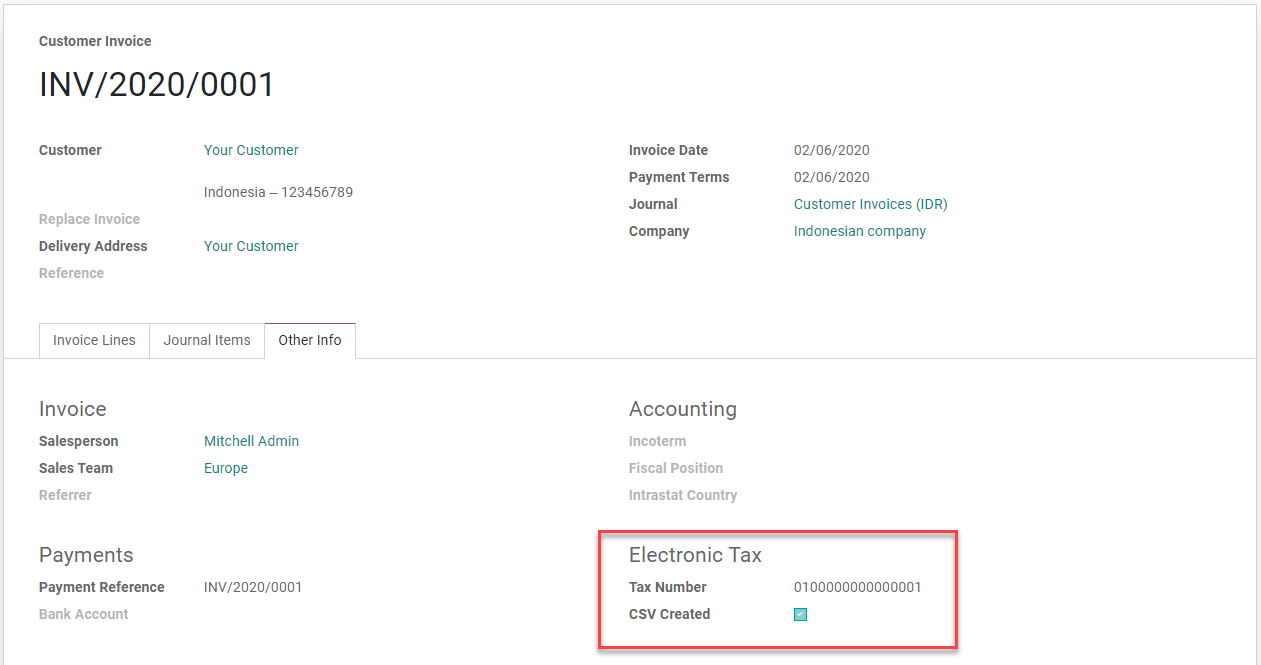 Customer Invoice
INV/2020/0001
Customer Your Customer
Indonesia – 123456789
Replace Invoice
Delivery Address Your Customer
Reference
Invoice Date 02/06/2020
Payment Terms 02/06/2020
Journal Customer Invoices (IDR)
Company Indonesian company
Invoice Lines Journal Items Other Info
Invoice
Salesperson Mitchell Admin
Sales Team Europe
Referrer
Accounting
Incoterm
Fiscal Position
Intrastat Country
Payments
Payment Reference INV/2020/0001
Bank Account
Electronic Tax
Tax Number 0100000000000001
CSV Created